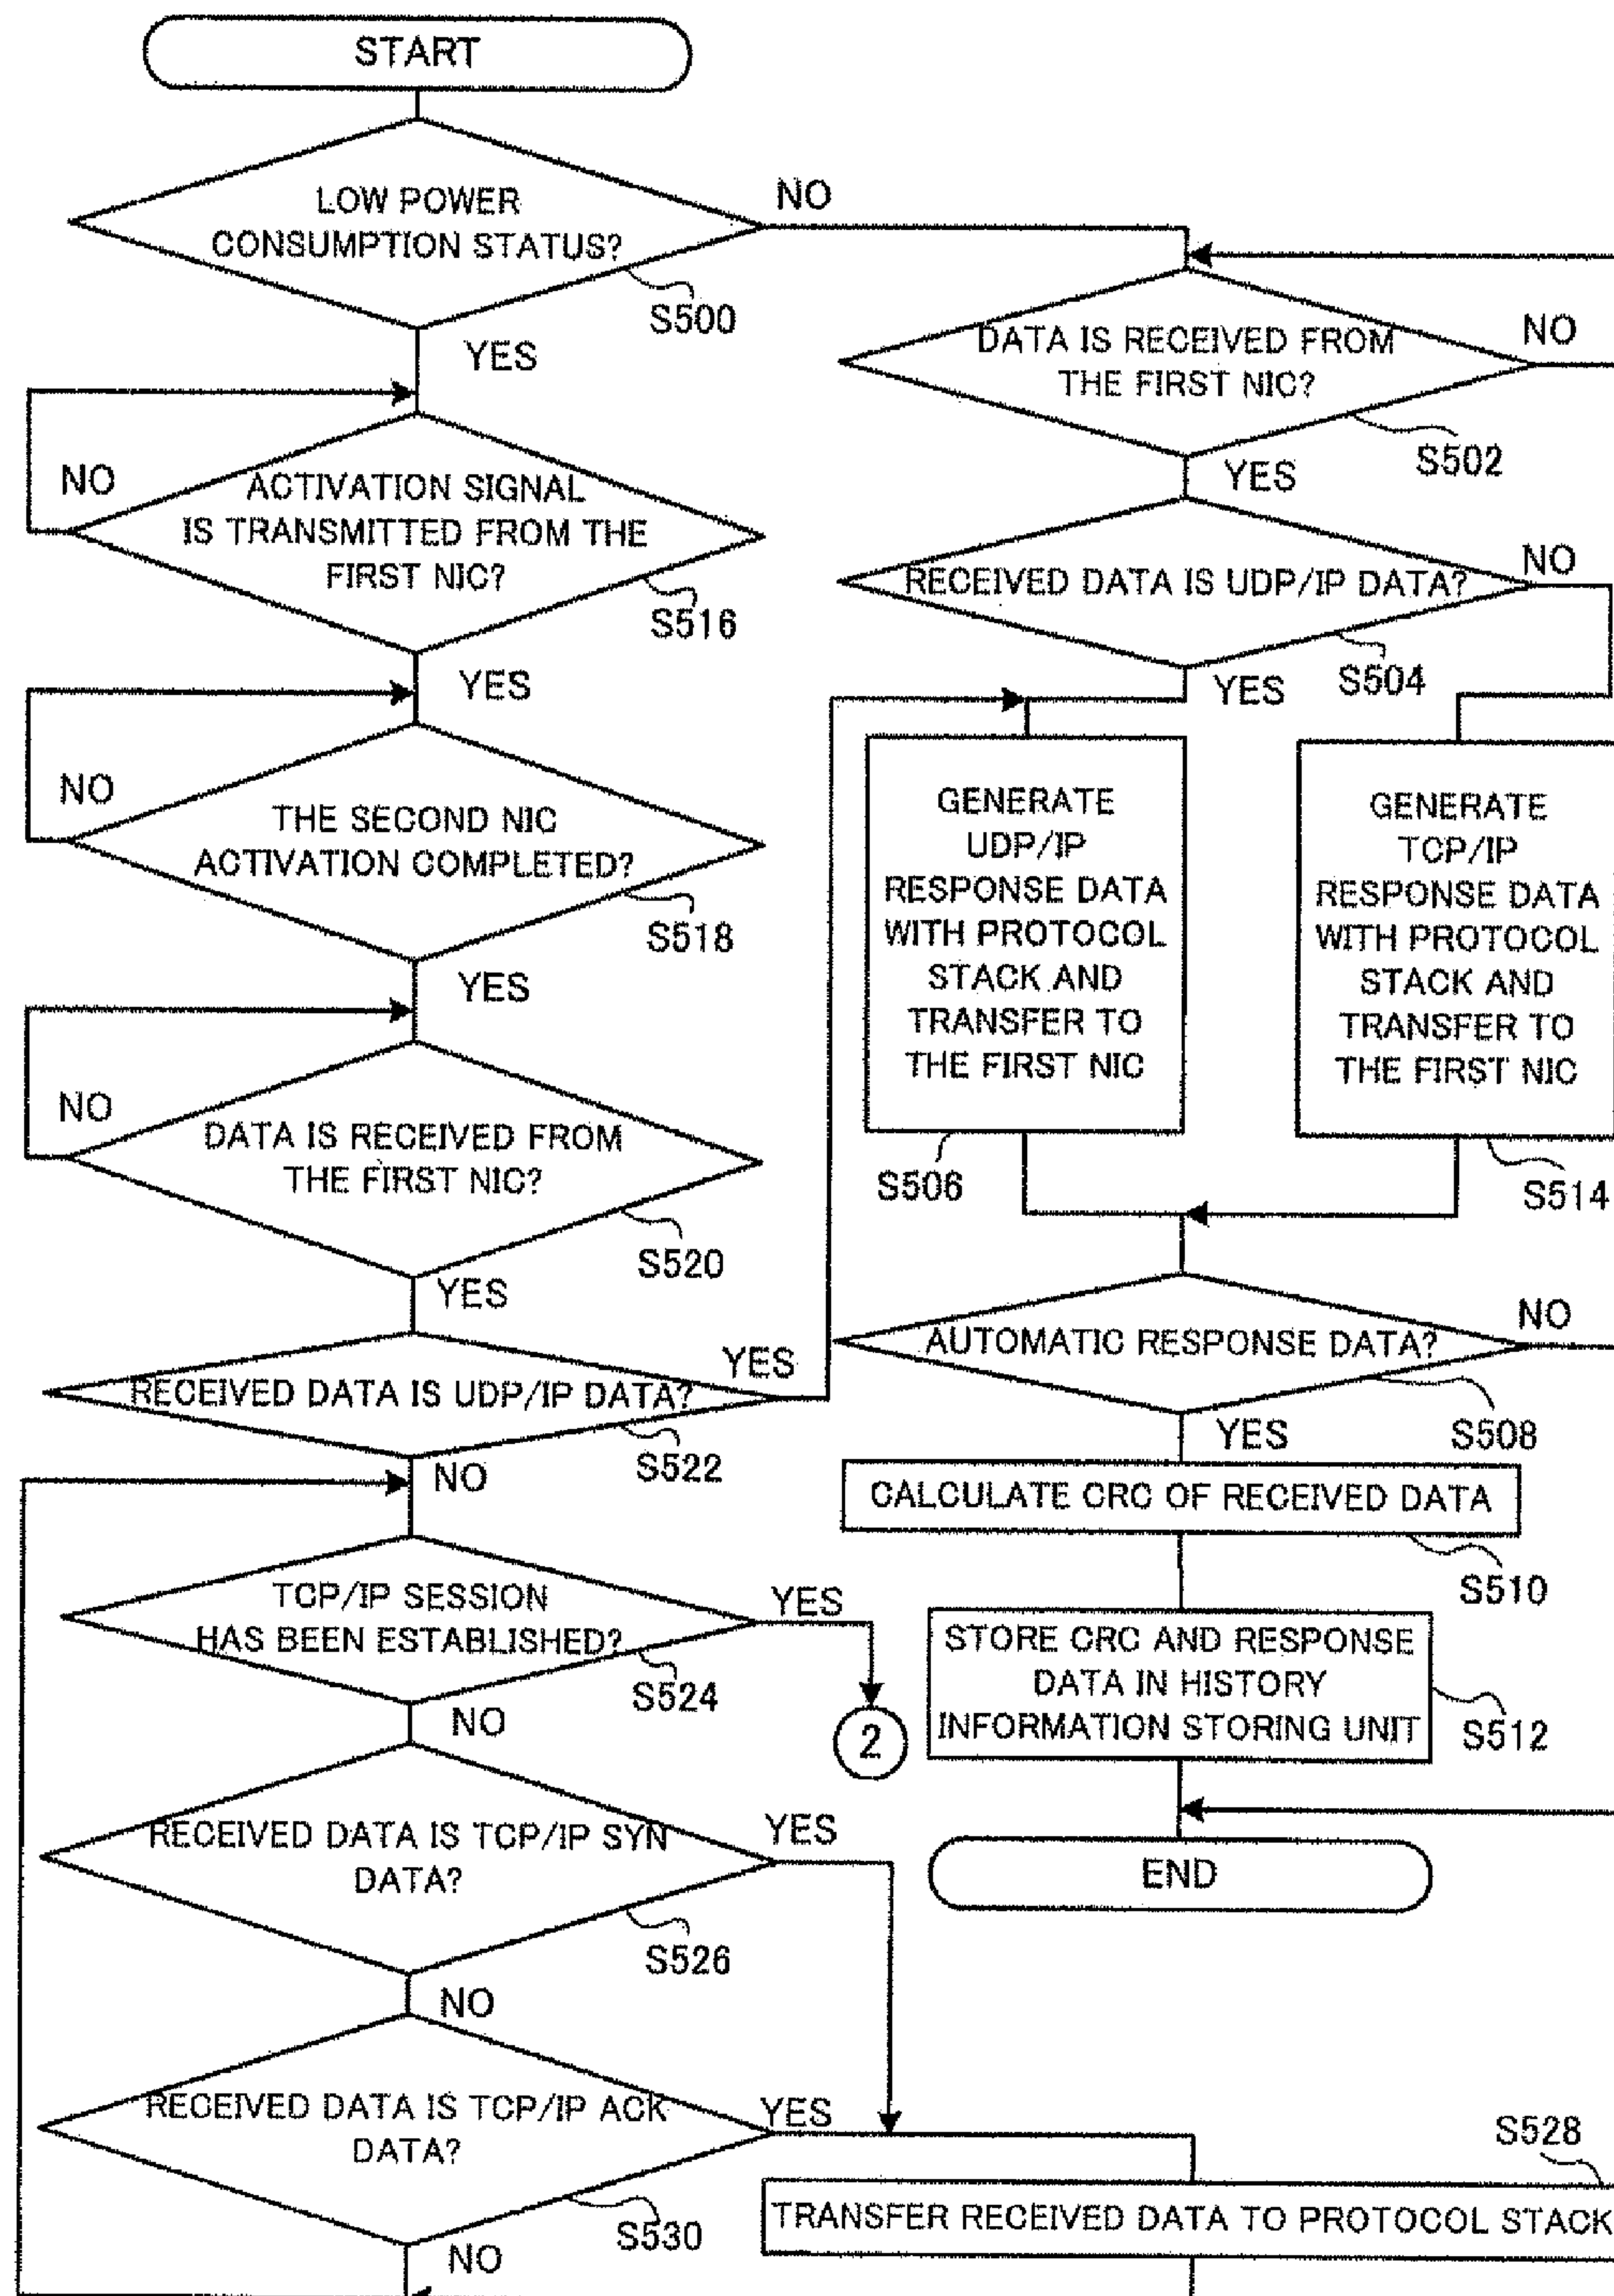 START
LOW POWER
CONSUMPTION STATUS?
NO
S500
YES
NO
ACTIVATION SIGNAL
IS TRANSMITTED FROM THE
FIRST NIC?
S516
YES
NO
THE SECOND NIC
ACTIVATION COMPLETED?
S518
YES
NO
DATA IS RECEIVED FROM
THE FIRST NIC?
S520
YES
RECEIVED DATA IS UDP/IP DATA?
YES
S522
NO
TCP/IP SESSION
HAS BEEN ESTABLISHED?
YES
S524
2
NO
RECEIVED DATA IS TCP/IP SYN
DATA?
YES
S526
NO
RECEIVED DATA IS TCP/IP ACK
DATA?
YES
S530
NO
DATA IS RECEIVED FROM
THE FIRST NIC?
NO
S502
YES
RECEIVED DATA IS UDP/IP DATA?
NO
S504
YES
GENERATE
UDP/IP
RESPONSE DATA
WITH PROTOCOL
STACK AND
TRANSFER TO
THE FIRST NIC
S506
GENERATE
TCP/IP
RESPONSE DATA
WITH PROTOCOL
STACK AND
TRANSFER TO
THE FIRST NIC
S514
AUTOMATIC RESPONSE DATA?
NO
S508
YES
CALCULATE CRC OF RECEIVED DATA
S510
STORE CRC AND RESPONSE
DATA IN HISTORY
INFORMATION STORING UNIT
S512
END
S528
TRANSFER RECEIVED DATA TO PROTOCOL STACK